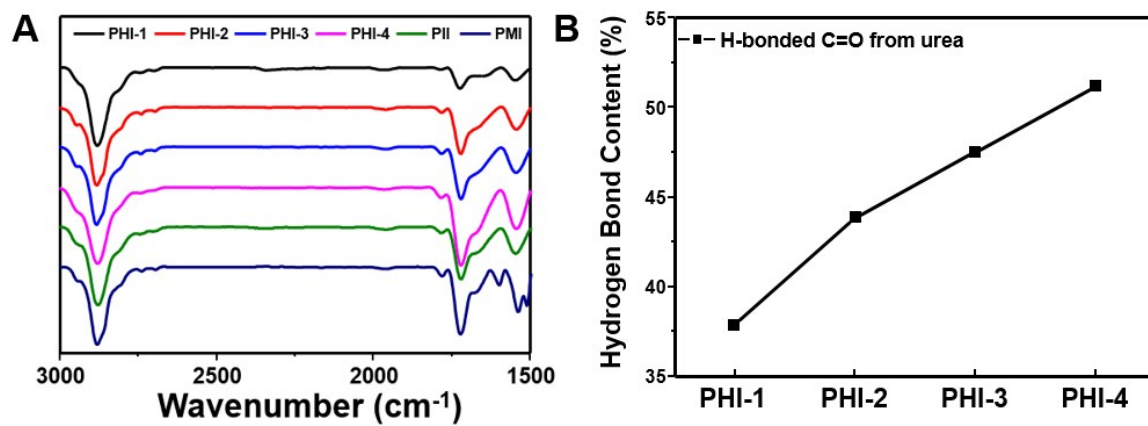 A
PHI-1 PHI-2 PHI-3 PHI-4 PII PMI
3000 2500 2000 1500
Wavenumber (cm⁻¹)
B
Hydrogen Bond Content (%)
55
50
45
40
35
H-bonded C=O from urea
PHI-1 PHI-2 PHI-3 PHI-4